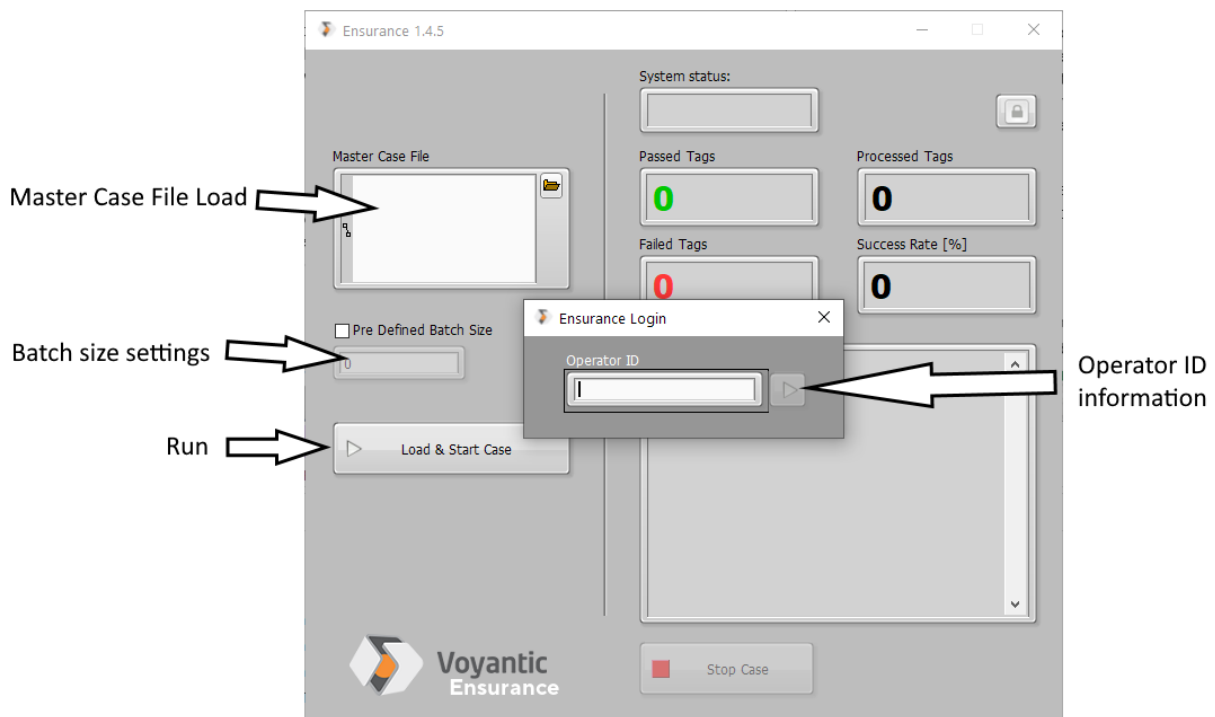 Ensurance 1.4.5
System status:
Master Case File
Passed Tags
Processed Tags
Master Case File Load
0
0
Failed Tags
Success Rate [%]
0
0
Pre Defined Batch Size
Ensurance Login
Batch size settings
0
Operator ID
Operator ID
information
Run
Load & Start Case
Voyantic
Ensurance
Stop Case